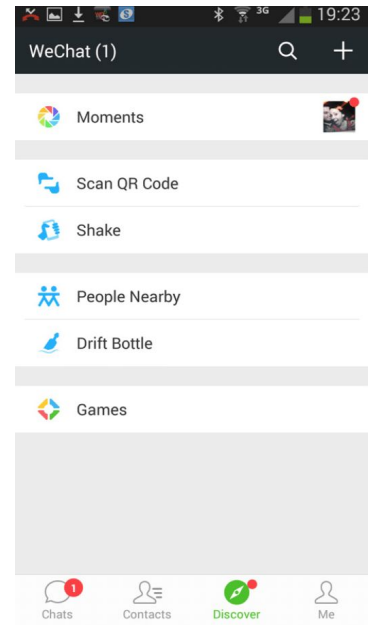 3G 19:23
WeChat (1)
Moments
Scan QR Code
Shake
People Nearby
Drift Bottle
Games
1
Chats Contacts Discover Me